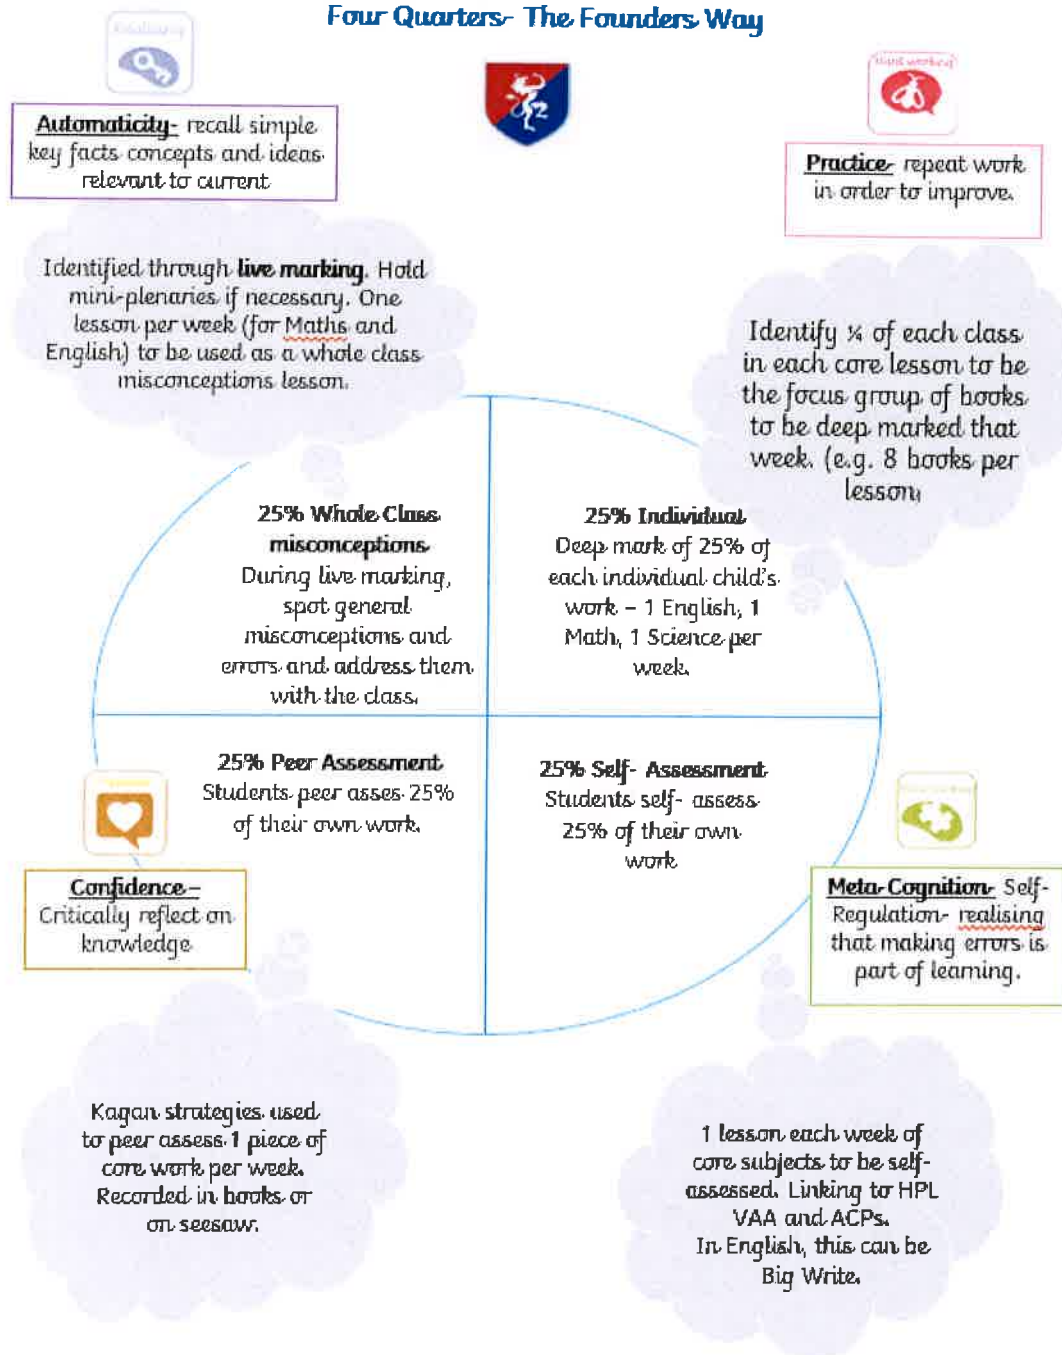 Four Quarters- The Founders Way
Automaticity- recall simple
key facts concepts and ideas
relevant to current
Hard working
Practice- repeat work
in order to improve.
Identified through live marking. Hold
mini-plenaries if necessary. One
lesson per week (for Maths and
English) to be used as a whole class
misconceptions lesson.
Identify ¼ of each class
in each core lesson to be
the focus group of books
to be deep marked that
week. (e.g. 8 books per
lesson)
25% Whole Class
misconceptions
During live marking,
spot general
misconceptions and
errors and address them
with the class.
25% Individual
Deep mark of 25% of
each individual child's
work – 1 English, 1
Math, 1 Science per
week.
25% Peer Assessment
Students peer asses 25%
of their own work.
25% Self- Assessment
Students self- assess
25% of their own
work
Confidence –
Critically reflect on
knowledge
Meta-Cognition- Self-
Regulation- realising
that making errors is
part of learning.
Kagan strategies used
to peer assess 1 piece of
core work per week.
Recorded in books or
on seesaw.
1 lesson each week of
core subjects to be self-
assessed. Linking to HPL
VAA and ACPs.
In English, this can be
Big Write.